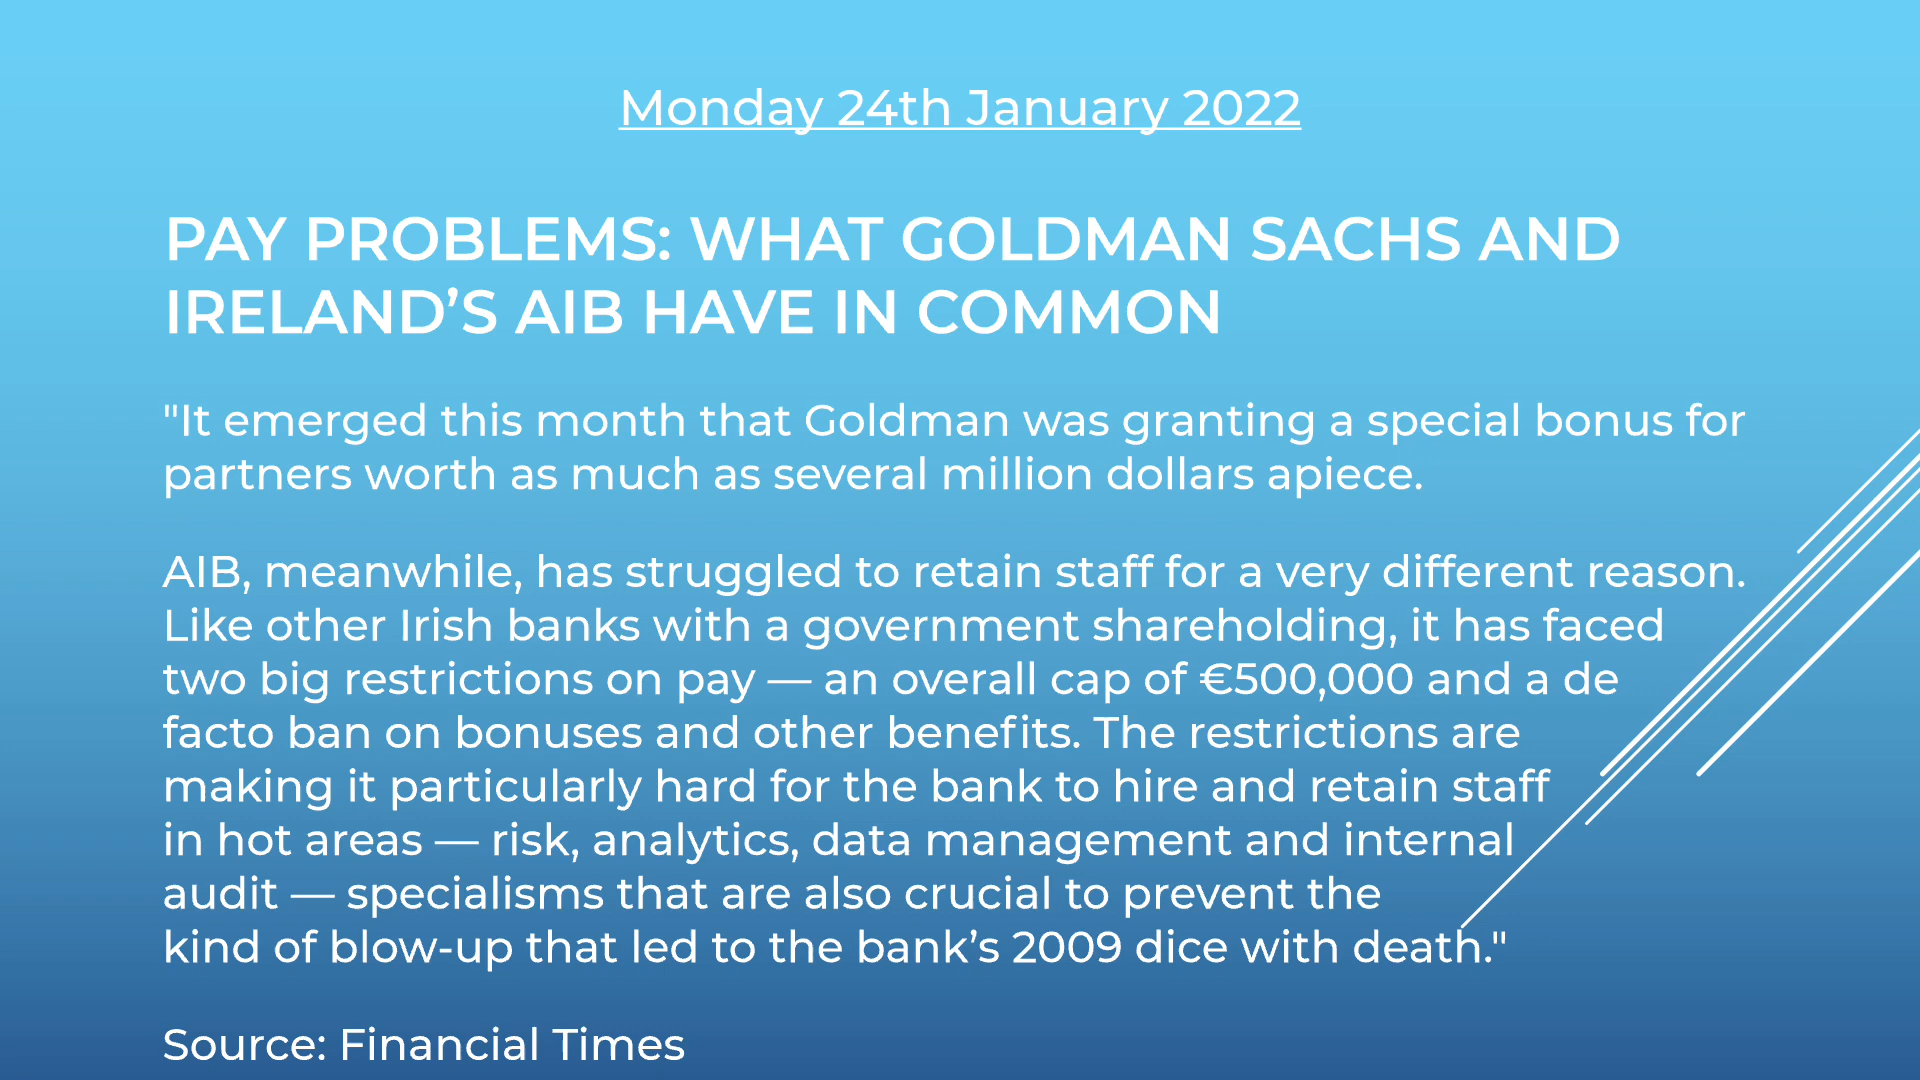 Monday 24th January 2022
PAY PROBLEMS: WHAT GOLDMAN SACHS AND
IRELAND’S AIB HAVE IN COMMON
"It emerged this month that Goldman was granting a special bonus for
partners worth as much as several million dollars apiece.
AIB, meanwhile, has struggled to retain staff for a very different reason.
Like other Irish banks with a government shareholding, it has faced
two big restrictions on pay — an overall cap of €500,000 and a de
facto ban on bonuses and other benefits. The restrictions are
making it particularly hard for the bank to hire and retain staff
in hot areas — risk, analytics, data management and internal
audit — specialisms that are also crucial to prevent the
kind of blow-up that led to the bank’s 2009 dice with death."
Source: Financial Times